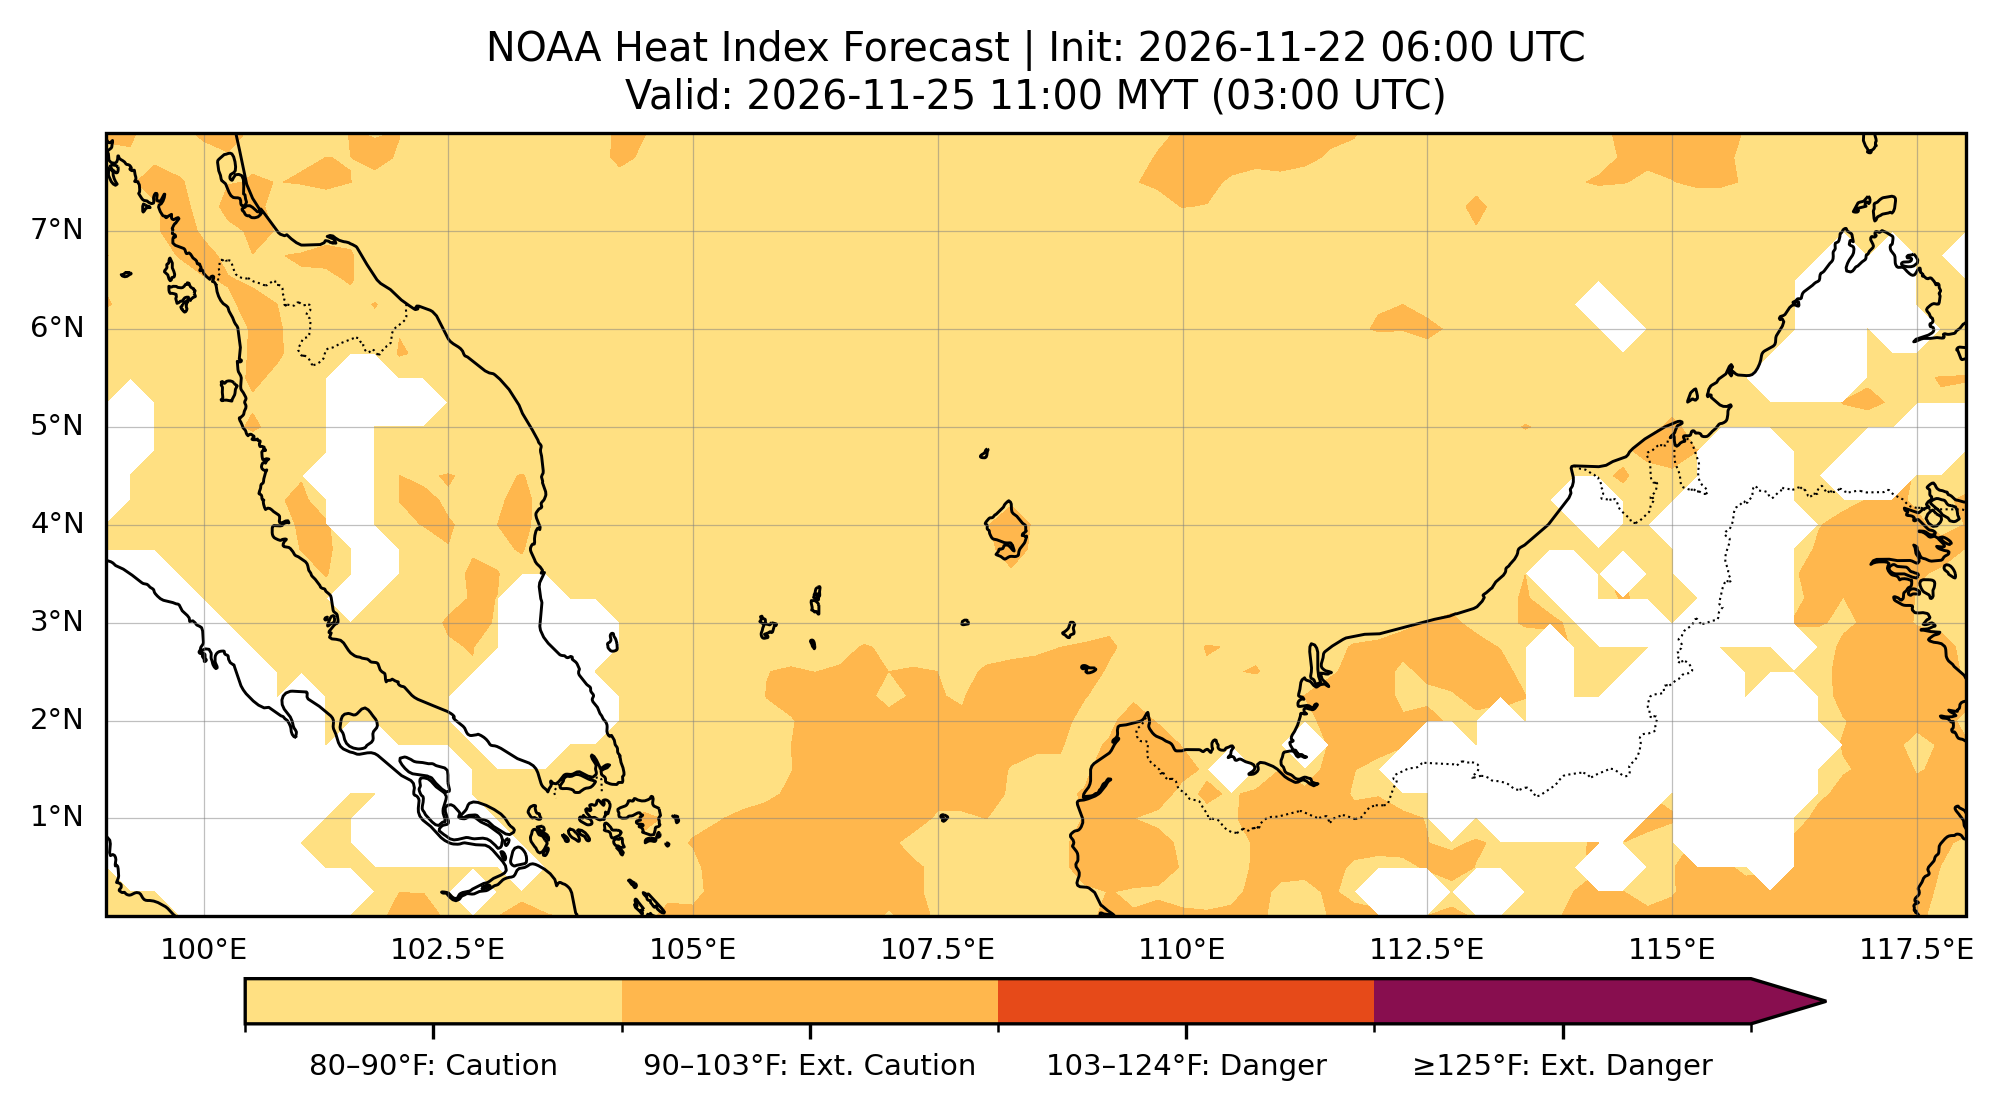 NOAA Heat Index Forecast | Init: 2026-11-22 06:00 UTC
Valid: 2026-11-25 11:00 MYT (03:00 UTC)
7°N
6°N
5°N
4°N
3°N
2°N
1°N
100°E 102.5°E 105°E 107.5°E 110°E 112.5°E 115°E 117.5°E
80–90°F: Caution 90–103°F: Ext. Caution 103–124°F: Danger ≥125°F: Ext. Danger